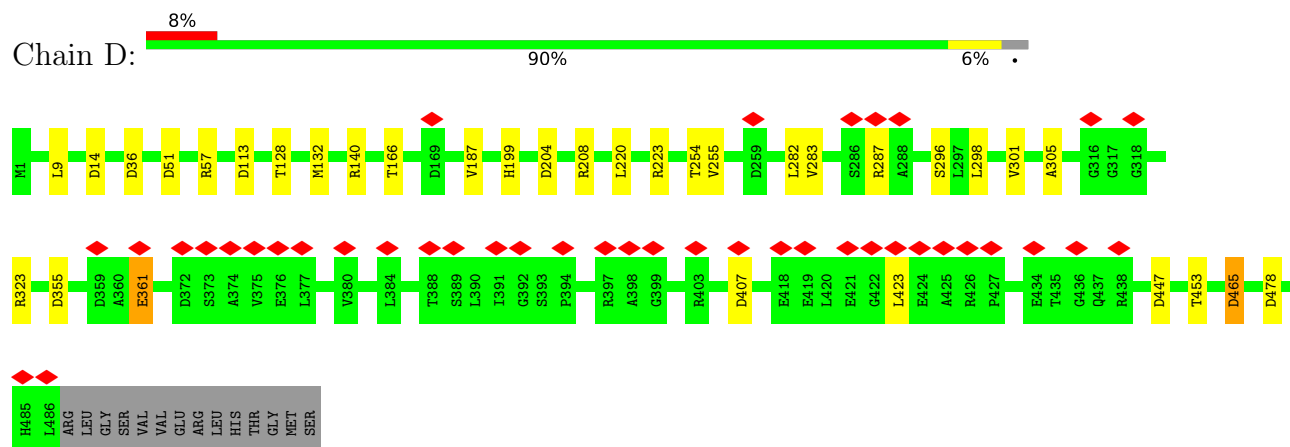 8%
Chain D:
90% 6% •
M1 L9 D14 D36 D51 R57 D113 T128 M132 R140 T166 D169 V187 H199 D204 R208 L220 R223 T254 V255 D259 L282 V283 S286 R287 A288 S296 L297 L298 V301 A305 G316 G317 G318
R323 D355 D359 A360 E361 D372 S373 A374 V375 E376 L377 V380 L384 T388 S389 L390 I391 G392 S393 P394 R397 A398 G399 R403 D407 E418 E419 L420 E421 G422 L423 E424 A425 R426 P427 E434 T435 G436 Q437 R438 D447 T453 D465 D478
H485 L486 ARG LEU GLY SER VAL VAL GLU ARG LEU HIS THR GLY MET SER